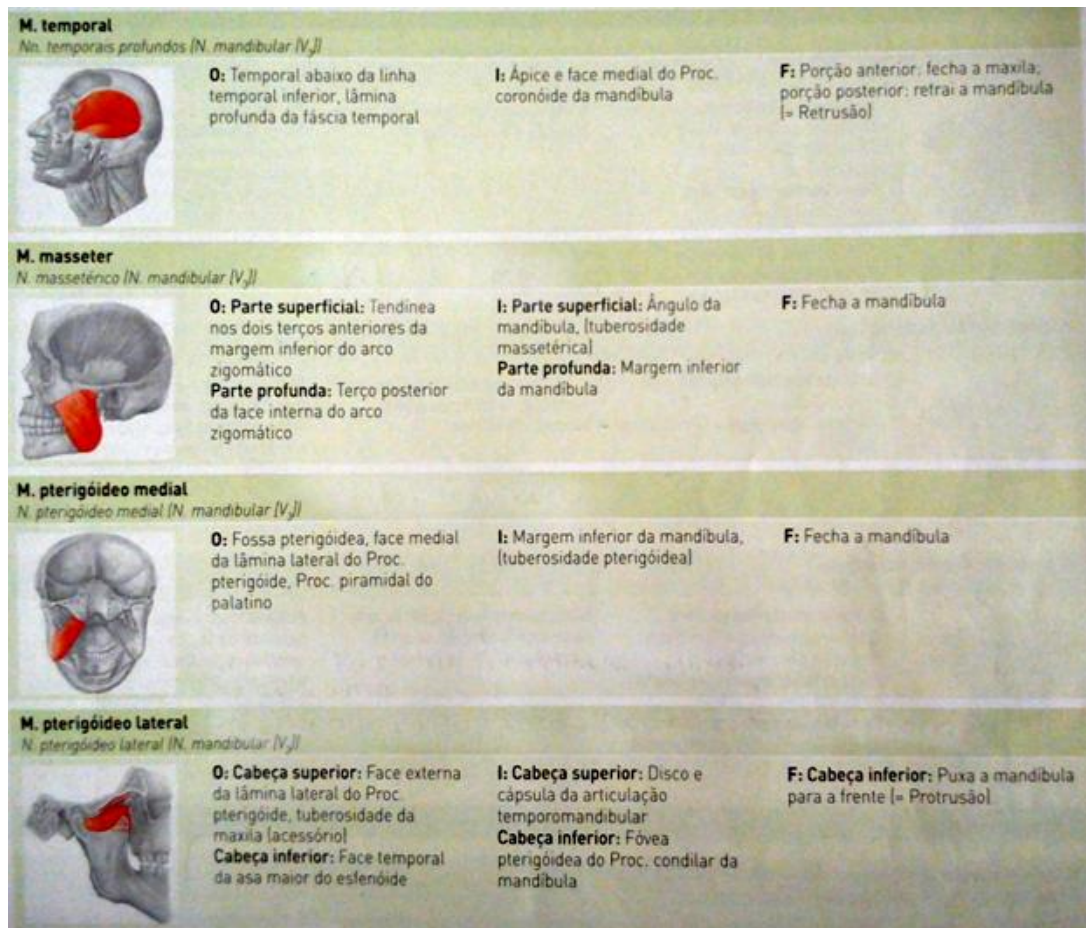 M. temporal
Nn. temporais profundos (N. mandibular [V₃])
O: Temporal abaixo da linha
temporal inferior, lâmina
profunda da fáscia temporal
I: Ápice e face medial do Proc.
coronóide da mandíbula
F: Porção anterior: fecha a maxila;
porção posterior: retrai a mandíbula
(= Retrusão)
M. masseter
N. massetérico (N. mandibular [V₃])
O: Parte superficial: Tendínea
nos dois terços anteriores da
margem inferior do arco
zigomático
Parte profunda: Terço posterior
da face interna do arco
zigomático
I: Parte superficial: Ângulo da
mandíbula, (tuberosidade
massetérica)
Parte profunda: Margem inferior
da mandíbula
F: Fecha a mandíbula
M. pterigóideo medial
N. pterigóideo medial (N. mandibular [V₃])
O: Fossa pterigóidea, face medial
da lâmina lateral do Proc.
pterigóide, Proc. piramidal do
palatino
I: Margem inferior da mandíbula,
(tuberosidade pterigóidea)
F: Fecha a mandíbula
M. pterigóideo lateral
N. pterigóideo lateral (N. mandibular [V₃])
O: Cabeça superior: Face externa
da lâmina lateral do Proc.
pterigóide, tuberosidade da
maxila (acessório)
Cabeça inferior: Face temporal
da asa maior do esfenóide
I: Cabeça superior: Disco e
cápsula da articulação
temporomandibular
Cabeça inferior: Fóvea
pterigóidea do Proc. condilar da
mandíbula
F: Cabeça inferior: Puxa a mandíbula
para a frente (= Protrusão)